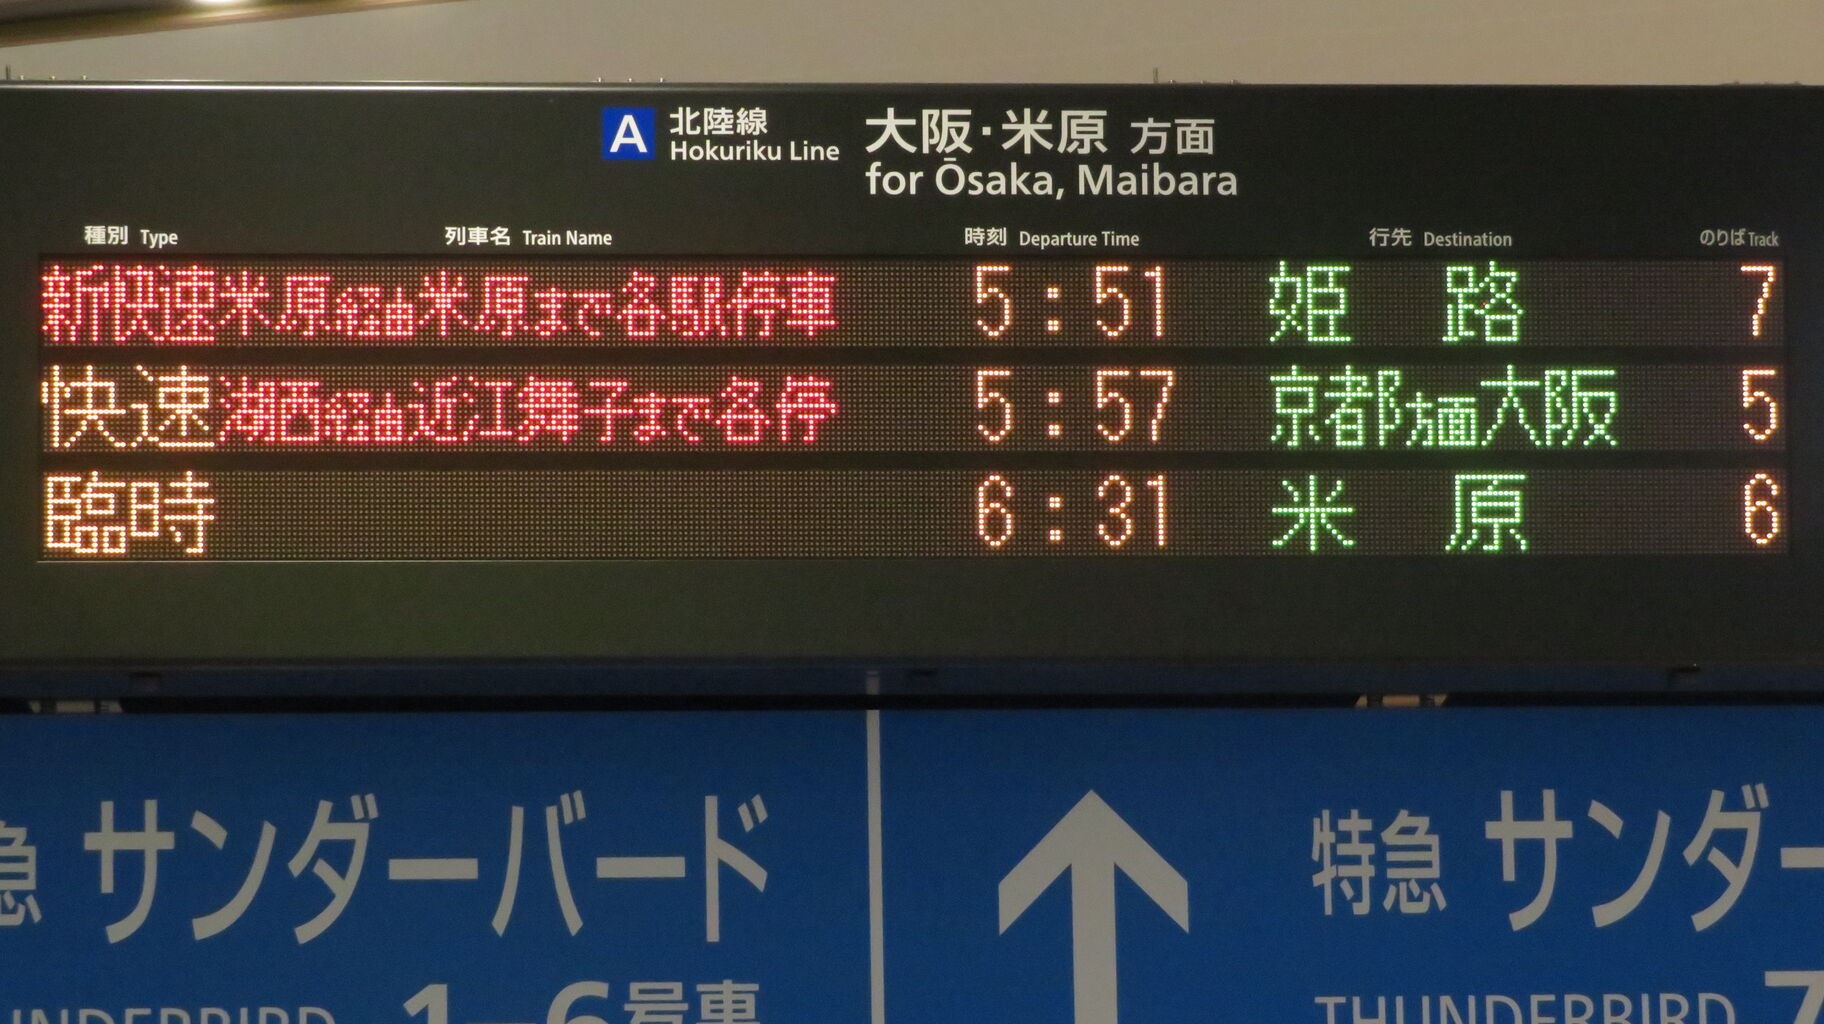 A 北陸線 大阪・米原 方面
Hokuriku Line for Ōsaka, Maibara
種別 Type 列車名 Train Name 時刻 Departure Time 行先 Destination のりば Track
新快速 米原経由米原まで各駅停車 5:51 姫路 7
快速 湖西経由近江舞子まで各停 5:57 京都方面大阪 5
臨時 6:31 米原 6
急 サンダーバード
特急 サンダー
NDERBIRD 1-6号車
THUNDERBIRD 7